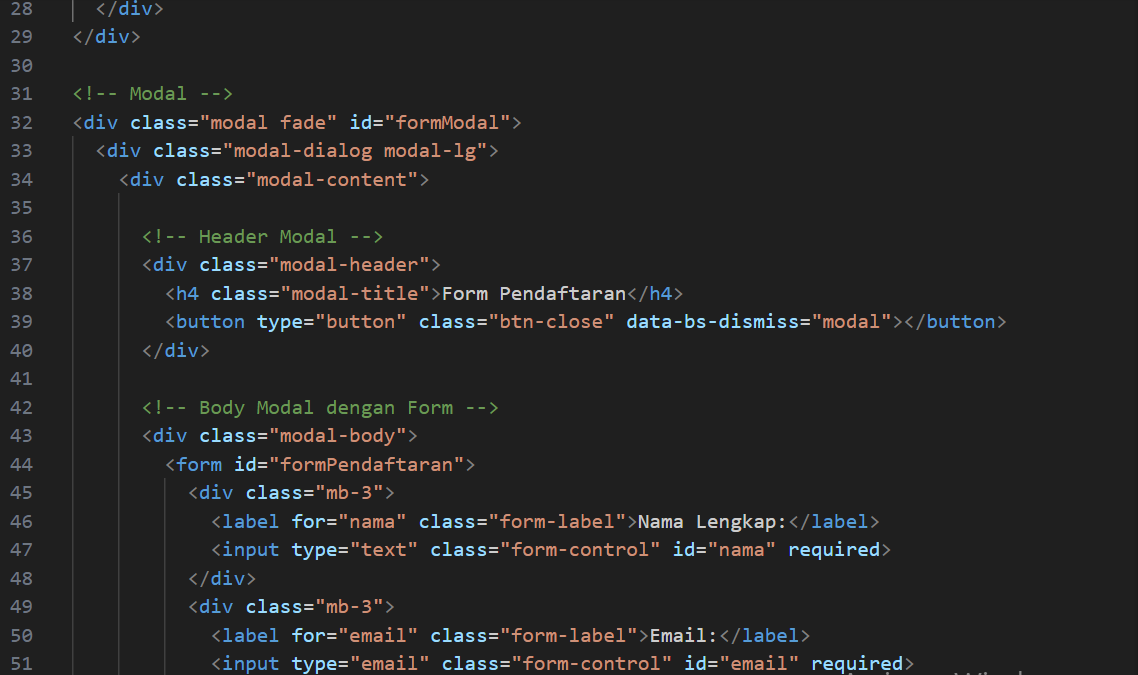 28 </div>
29 </div>
30
31 <!-- Modal -->
32 <div class="modal fade" id="formModal">
33 <div class="modal-dialog modal-lg">
34 <div class="modal-content">
35
36 <!-- Header Modal -->
37 <div class="modal-header">
38 <h4 class="modal-title">Form Pendaftaran</h4>
39 <button type="button" class="btn-close" data-bs-dismiss="modal"></button>
40 </div>
41
42 <!-- Body Modal dengan Form -->
43 <div class="modal-body">
44 <form id="formPendaftaran">
45 <div class="mb-3">
46 <label for="nama" class="form-label">Nama Lengkap:</label>
47 <input type="text" class="form-control" id="nama" required>
48 </div>
49 <div class="mb-3">
50 <label for="email" class="form-label">Email:</label>
51 <input type="email" class="form-control" id="email" required>